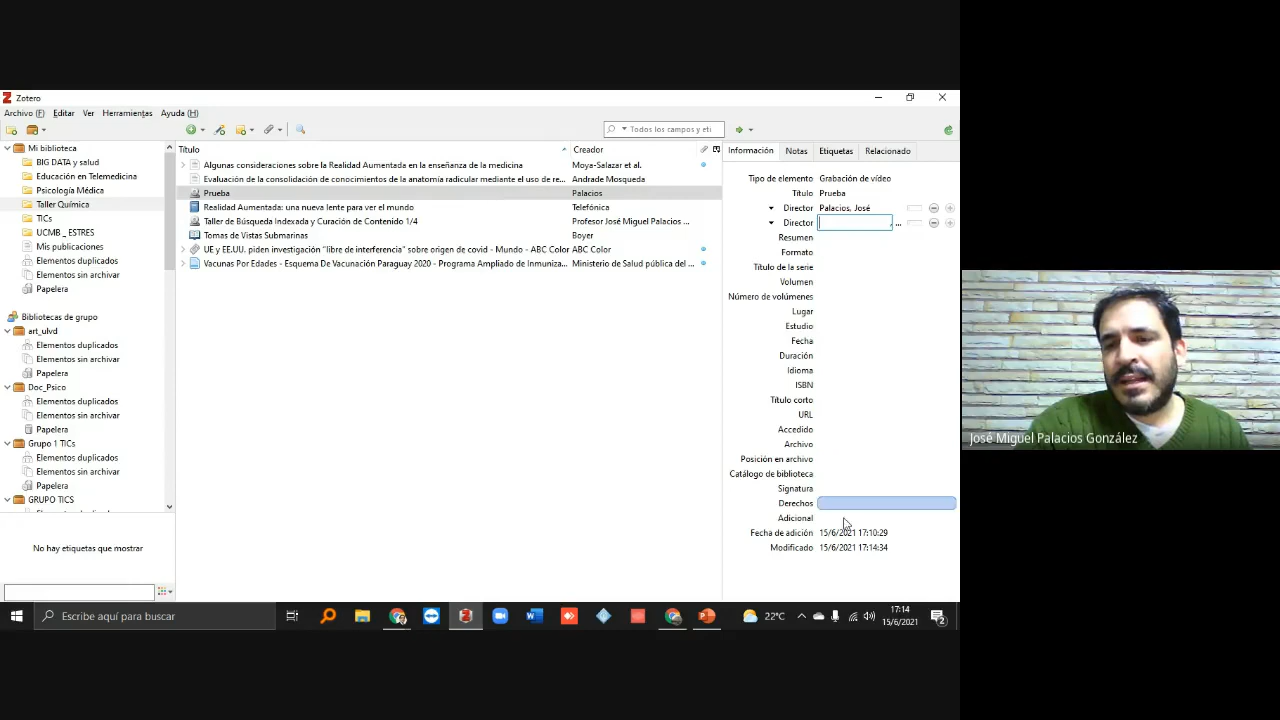 Zotero
Archivo (F) Editar Ver Herramientas Ayuda (H)
Todos los campos y eti
Mi biblioteca
BIG DATA y salud
Educación en Telemedicina
Psicología Médica
Taller Química
TICs
UCMB _ ESTRES
Mis publicaciones
Elementos duplicados
Elementos sin archivar
Papelera
Bibliotecas de grupo
art_ulvd
Elementos duplicados
Elementos sin archivar
Papelera
Doc_Psico
Elementos duplicados
Elementos sin archivar
Papelera
Grupo 1 TICs
Elementos duplicados
Elementos sin archivar
Papelera
GRUPO TICS
No hay etiquetas que mostrar
Título Creador
Algunas consideraciones sobre la Realidad Aumentada en la enseñanza de la medicina Moya-Salazar et al.
Evaluación de la consolidación de conocimientos de la anatomía radicular mediante el uso de re... Andrade Mosqueda
Prueba Palacios
Realidad Aumentada: una nueva lente para ver el mundo Telefónica
Taller de Búsqueda Indexada y Curación de Contenido 1/4 Profesor José Miguel Palacios ...
Tomas de Vistas Submarinas Boyer
UE y EE.UU. piden investigación "libre de interferencia" sobre origen de covid - Mundo - ABC Color ABC Color
Vacunas Por Edades - Esquema De Vacunación Paraguay 2020 - Programa Ampliado de Inmuniza... Ministerio de Salud pública del ...
Información Notas Etiquetas Relacionado
Tipo de elemento Grabación de vídeo
Título Prueba
Director Palacios, José
Director , ...
Resumen
Formato
Título de la serie
Volumen
Número de volúmenes
Lugar
Estudio
Fecha
Duración
Idioma
ISBN
Título corto
URL
Accedido
Archivo
Posición en archivo
Catálogo de biblioteca
Signatura
Derechos
Adicional
Fecha de adición 15/6/2021 17:10:29
Modificado 15/6/2021 17:14:34
José Miguel Palacios González
Escribe aquí para buscar
22°C
17:14
15/6/2021
2